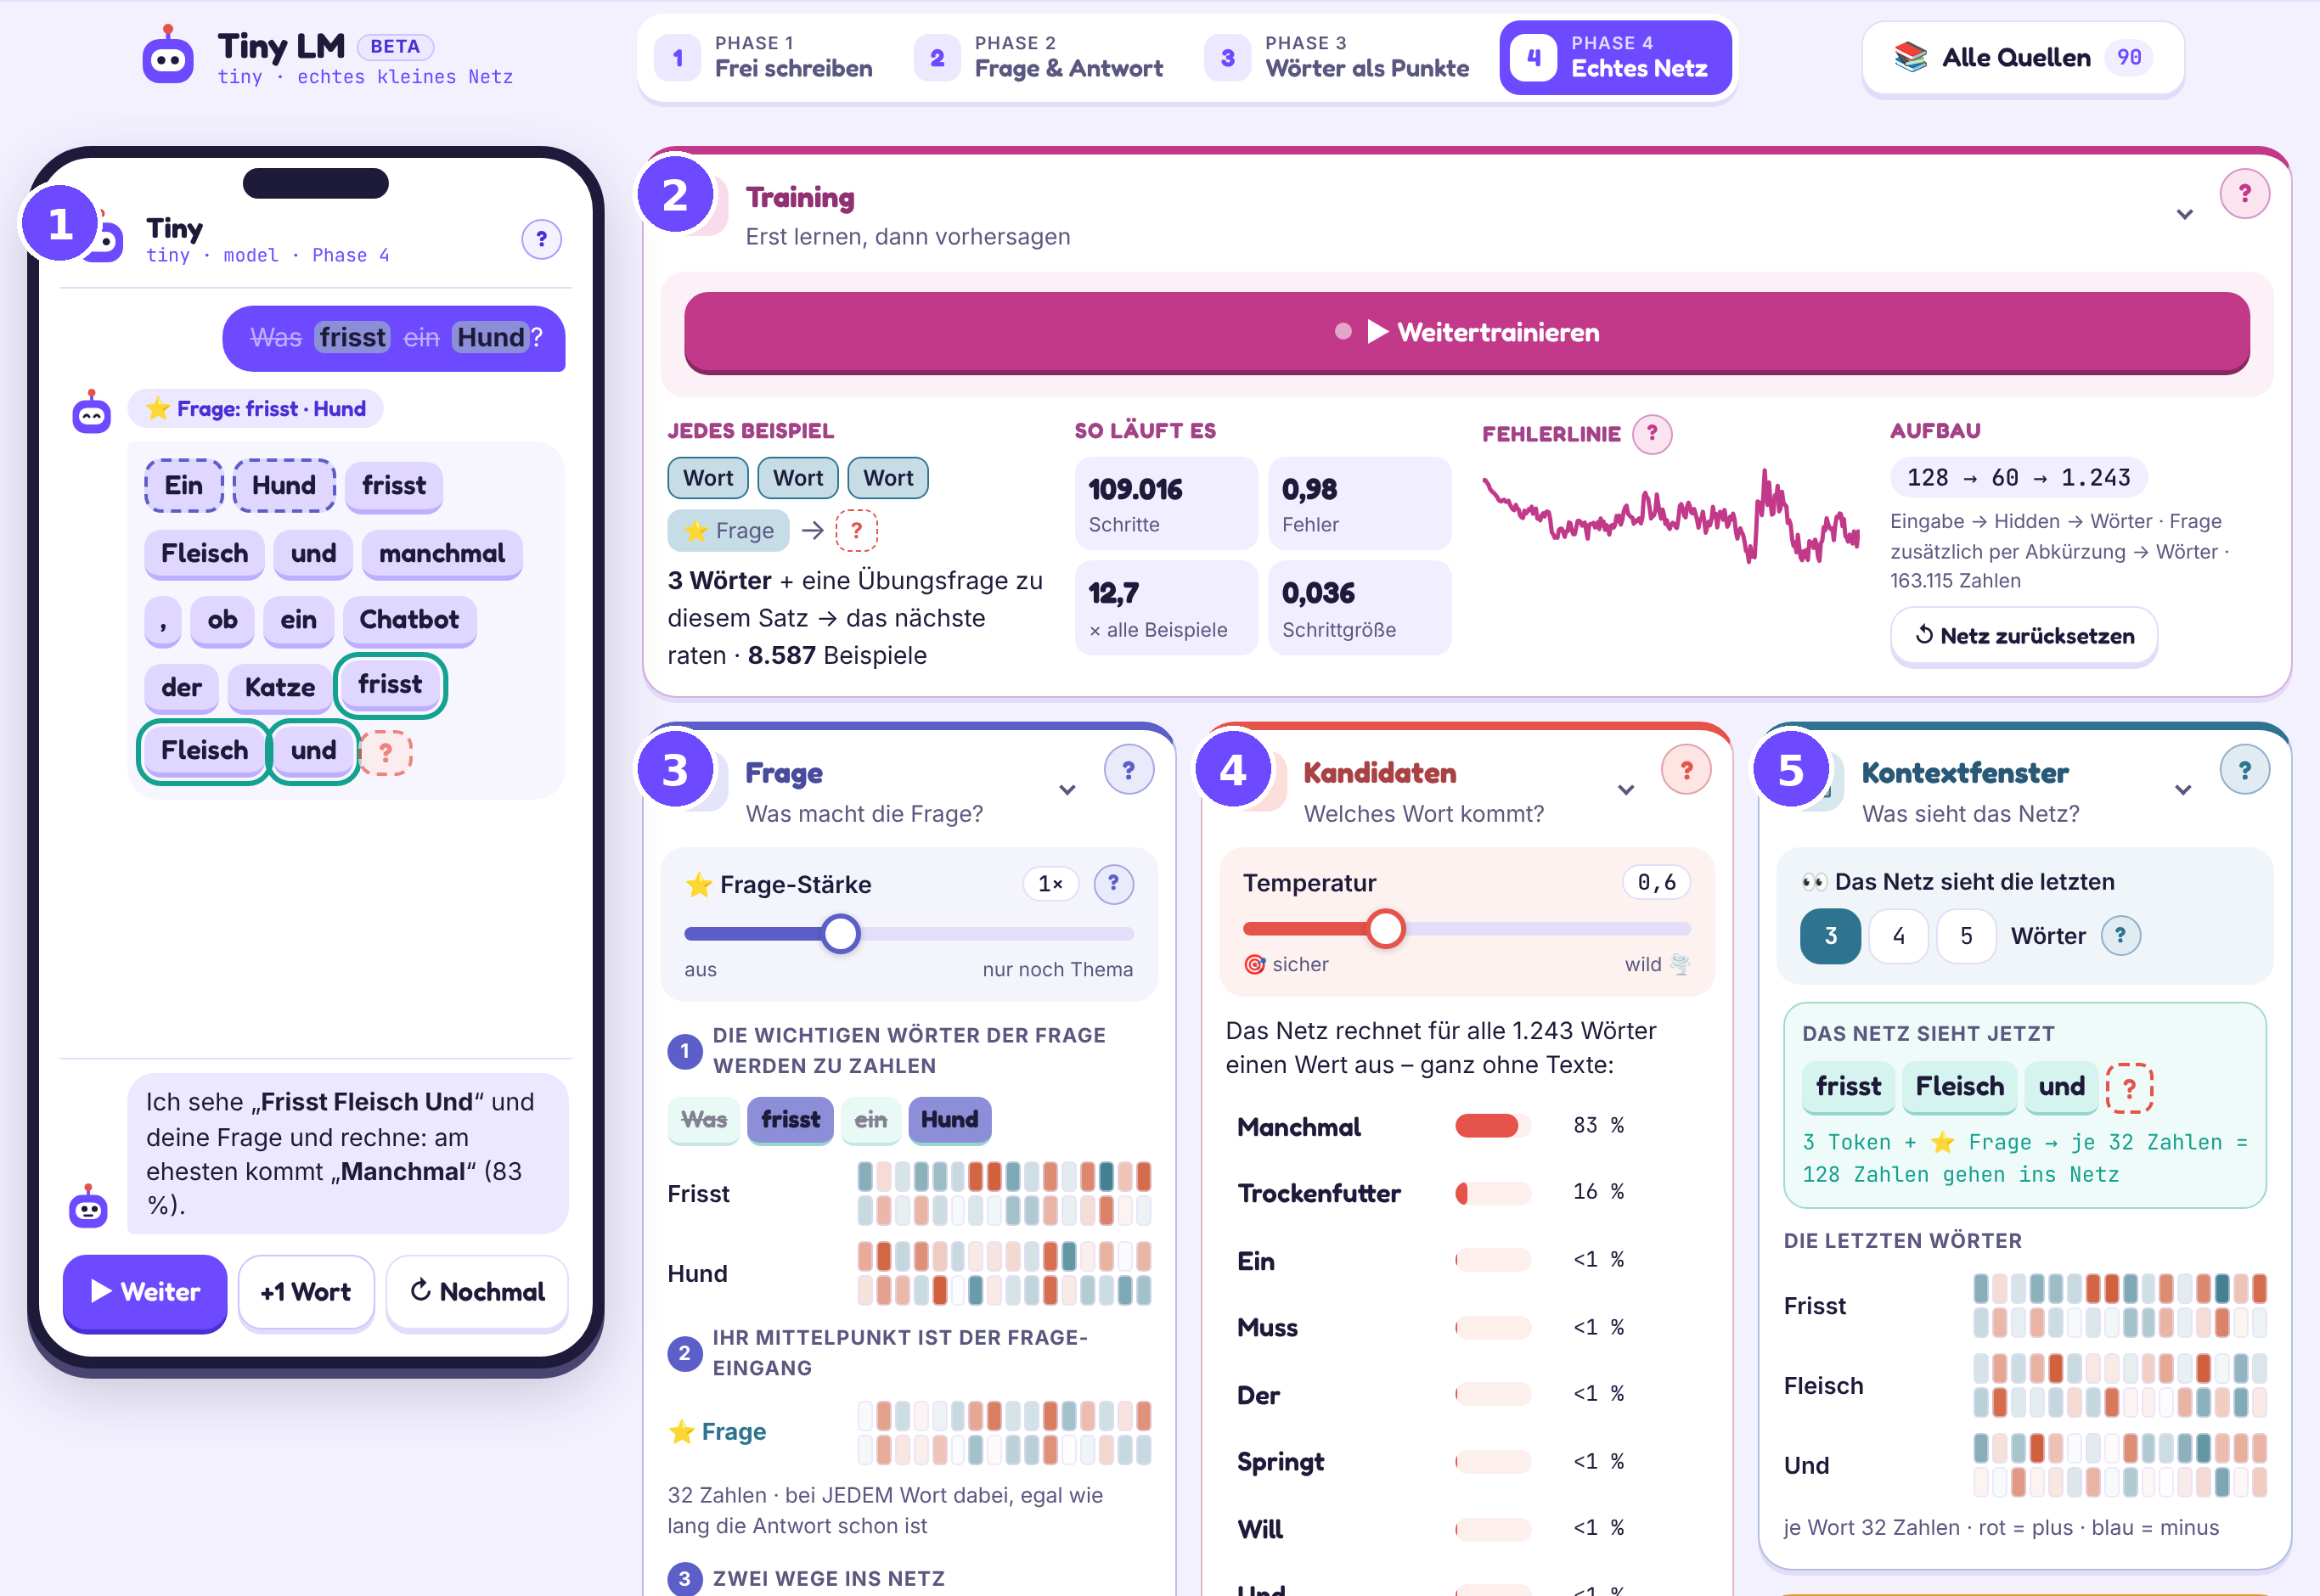 Tiny LM BETA
tiny · echtes kleines Netz
1 PHASE 1
Frei schreiben
2 PHASE 2
Frage & Antwort
3 PHASE 3
Wörter als Punkte
4 PHASE 4
Echtes Netz
📚 Alle Quellen 90
1
Tiny
tiny · model · Phase 4
?
Was frisst ein Hund?
⭐ Frage: frisst · Hund
Ein Hund frisst
Fleisch und manchmal
, ob ein Chatbot
der Katze frisst
Fleisch und ?
Ich sehe „Frisst Fleisch Und“ und
deine Frage und rechne: am
ehesten kommt „Manchmal“ (83
%).
▶ Weiter
+1 Wort
↻ Nochmal
2
Training
Erst lernen, dann vorhersagen
?
▶ Weitertrainieren
JEDES BEISPIEL
Wort Wort Wort
⭐ Frage → ?
3 Wörter + eine Übungsfrage zu
diesem Satz → das nächste
raten · 8.587 Beispiele
SO LÄUFT ES
109.016
Schritte
0,98
Fehler
12,7
× alle Beispiele
0,036
Schrittgröße
FEHLERLINIE ?
AUFBAU
128 → 60 → 1.243
Eingabe → Hidden → Wörter · Frage
zusätzlich per Abkürzung → Wörter ·
163.115 Zahlen
↺ Netz zurücksetzen
3
Frage
Was macht die Frage?
?
⭐ Frage-Stärke 1× ?
aus nur noch Thema
1 DIE WICHTIGEN WÖRTER DER FRAGE
WERDEN ZU ZAHLEN
Was frisst ein Hund
Frisst
Hund
2 IHR MITTELPUNKT IST DER FRAGE-
EINGANG
⭐ Frage
32 Zahlen · bei JEDEM Wort dabei, egal wie
lang die Antwort schon ist
3 ZWEI WEGE INS NETZ
4
Kandidaten
Welches Wort kommt?
?
Temperatur 0,6
🎯 sicher wild 🌪️
Das Netz rechnet für alle 1.243 Wörter
einen Wert aus – ganz ohne Texte:
Manchmal 83 %
Trockenfutter 16 %
Ein <1 %
Muss <1 %
Der <1 %
Springt <1 %
Will <1 %
Und <1 %
5
Kontextfenster
Was sieht das Netz?
?
👀 Das Netz sieht die letzten
3 4 5 Wörter ?
DAS NETZ SIEHT JETZT
frisst Fleisch und ?
3 Token + ⭐ Frage → je 32 Zahlen =
128 Zahlen gehen ins Netz
DIE LETZTEN WÖRTER
Frisst
Fleisch
Und
je Wort 32 Zahlen · rot = plus · blau = minus